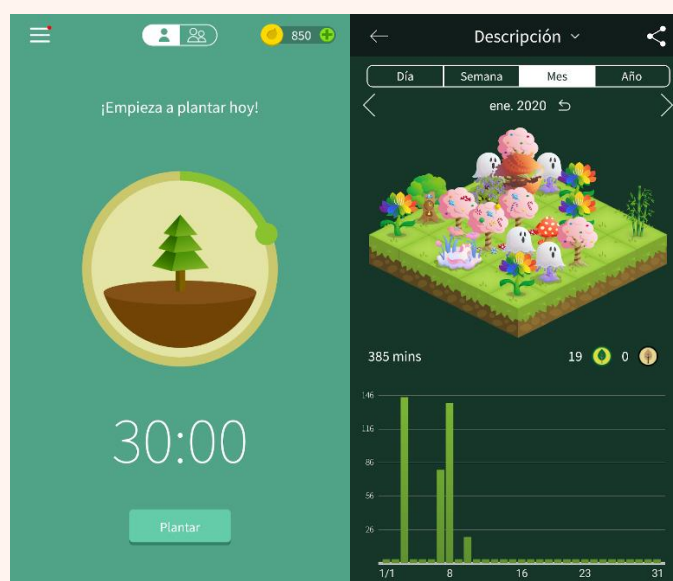 850
¡Empieza a plantar hoy!
30:00
Plantar
Descripción
Día Semana Mes Año
ene. 2020
385 mins 19 0
146
116
86
56
26
1/1 8 16 23 31